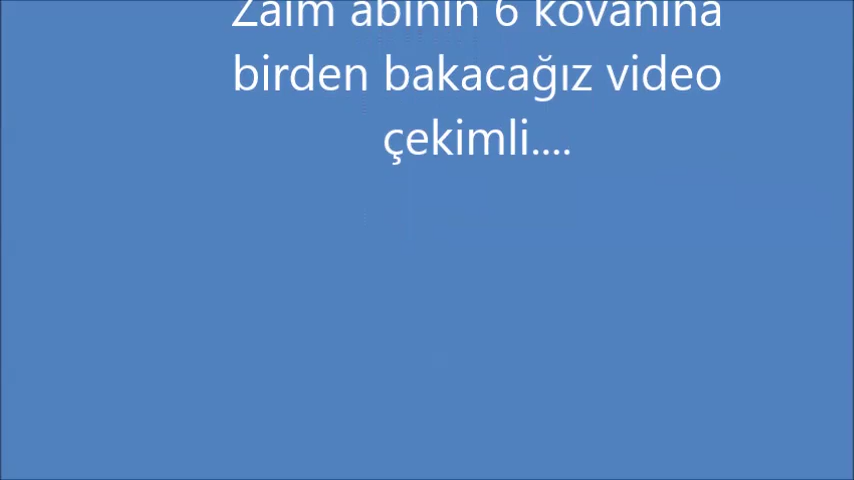 Zaim abinin 6 kovanına
birden bakacağız video
çekimli....